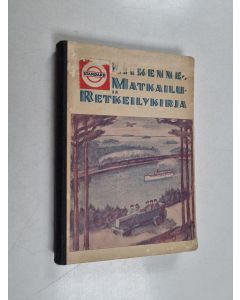 STANDARD
LIIKENNE-,
MATKAILU-
JA
RETKEILYKIRJA